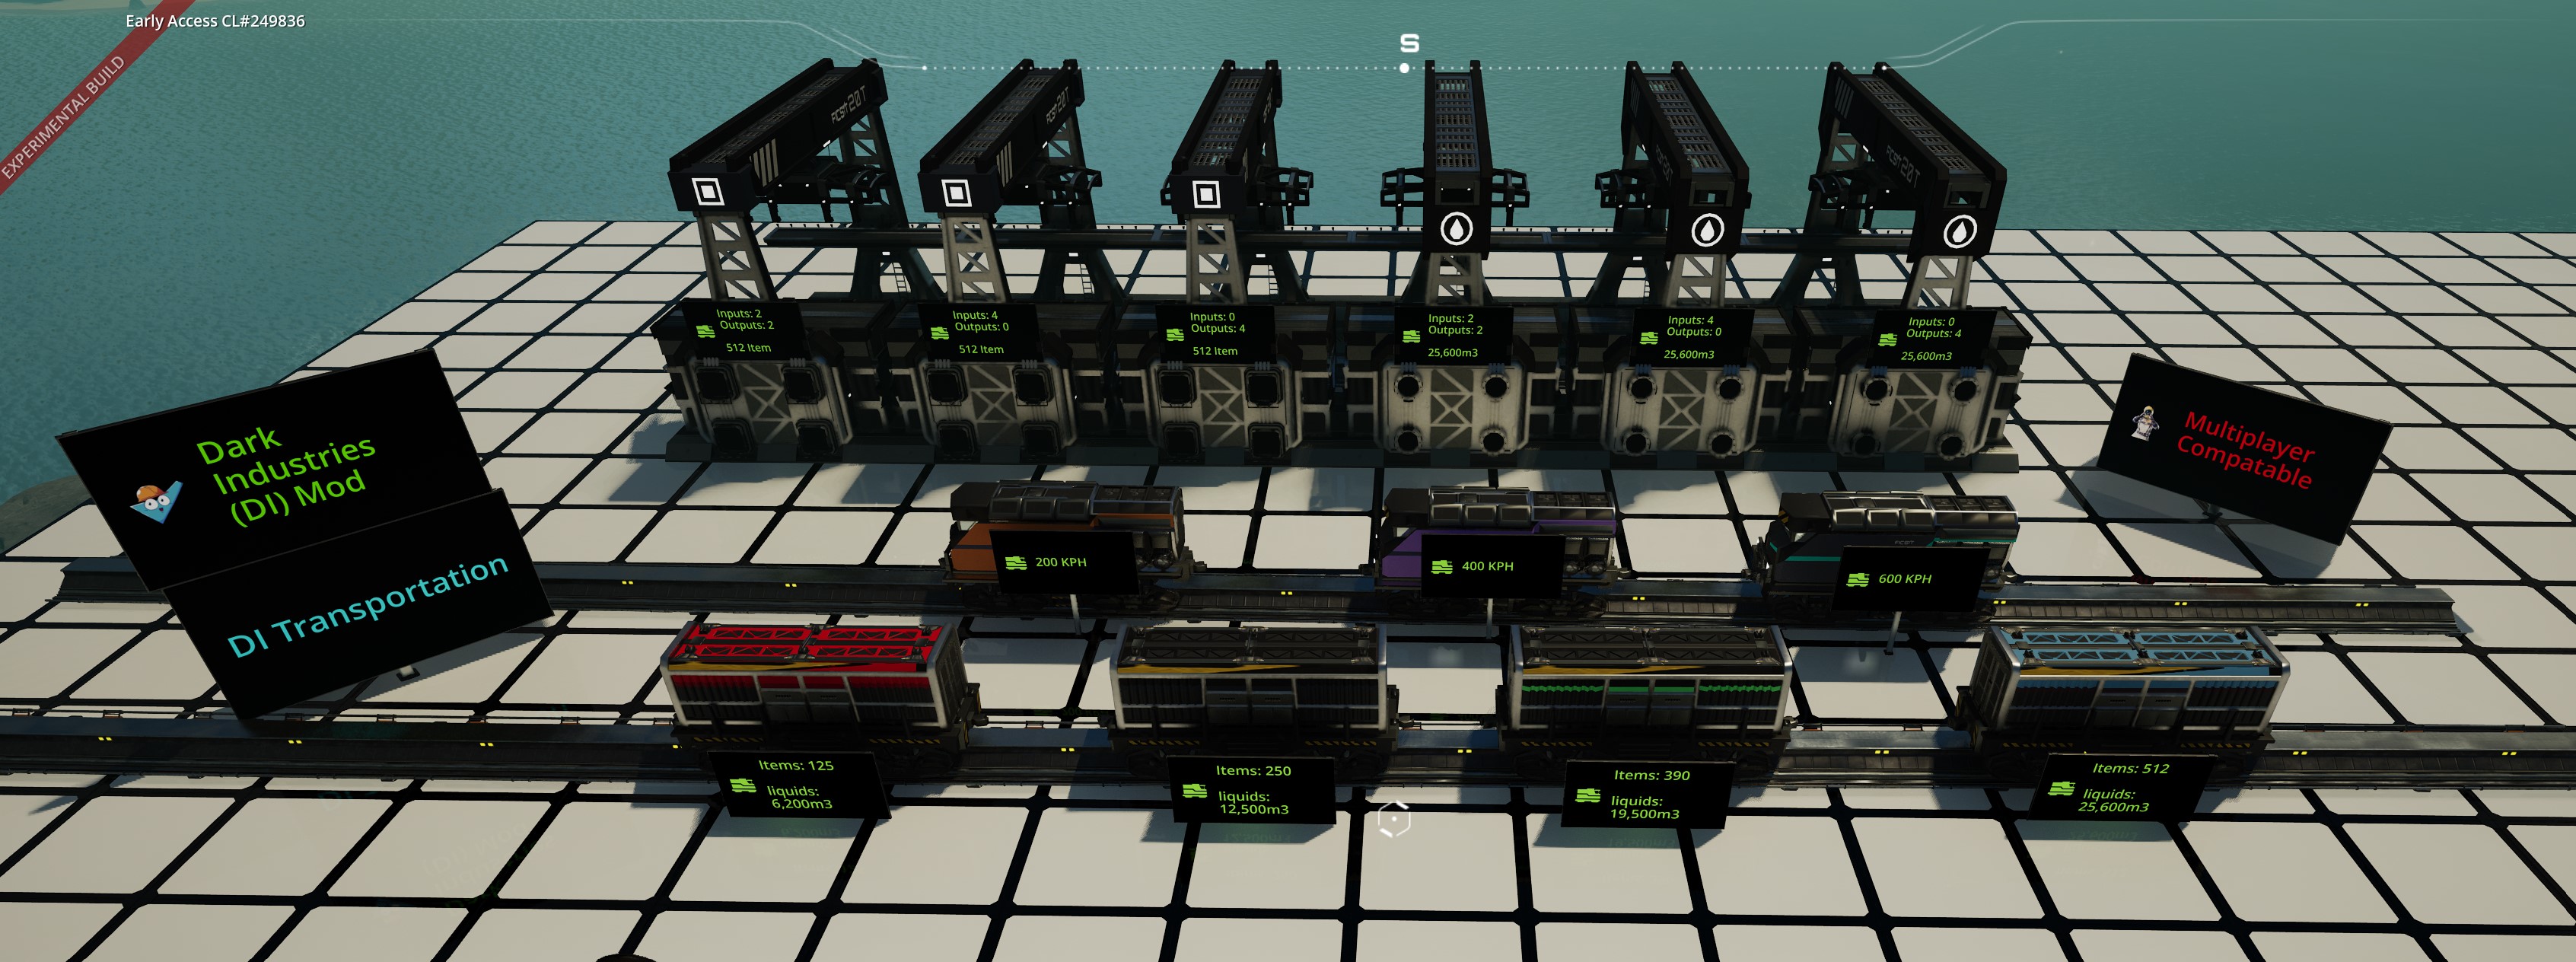 Early Access CL#249836
EXPERIMENTAL BUILD
S
Inputs: 2
Outputs: 2
512 Item
Inputs: 4
Outputs: 0
512 Item
Inputs: 0
Outputs: 4
512 Item
Inputs: 2
Outputs: 2
25,600m3
Inputs: 4
Outputs: 0
25,600m3
Inputs: 0
Outputs: 4
25,600m3
Dark
Industries
(DI) Mod
DI Transportation
Multiplayer
Compatable
200 KPH
400 KPH
600 KPH
Items: 125
liquids:
6,200m3
Items: 250
liquids:
12,500m3
Items: 390
liquids:
19,500m3
Items: 512
liquids:
25,600m3